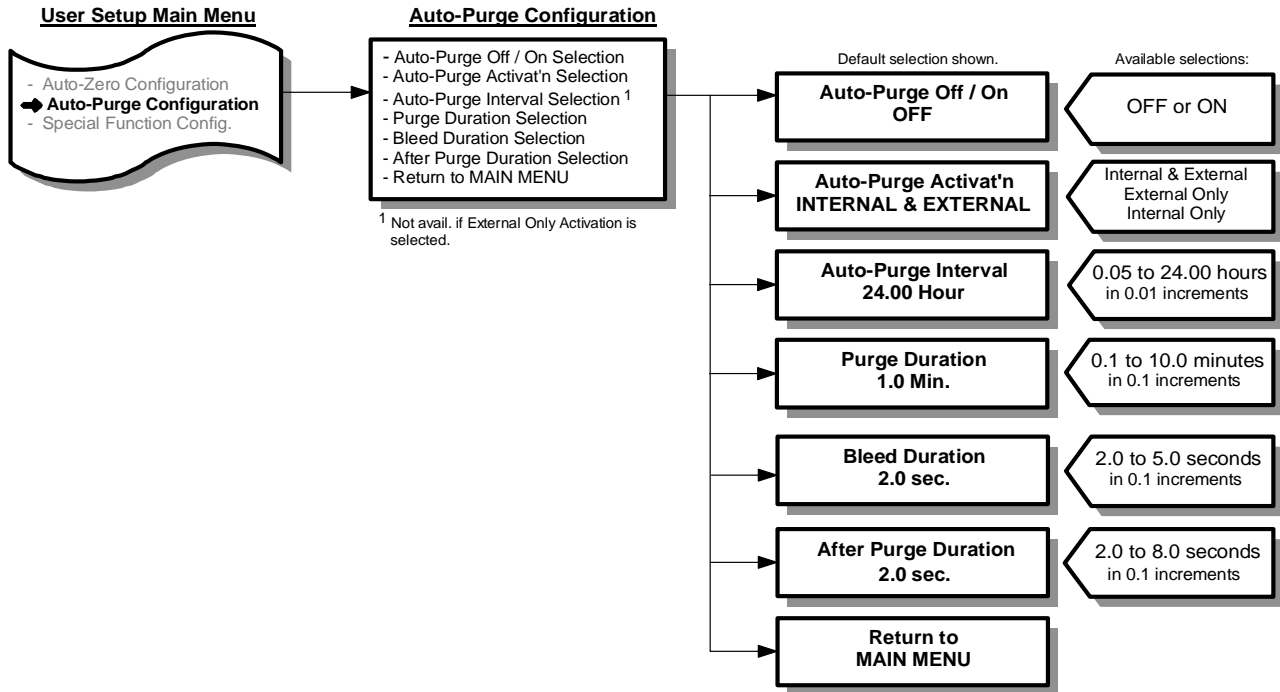 User Setup Main Menu
- Auto-Zero Configuration
Auto-Purge Configuration
- Special Function Config.
Auto-Purge Configuration
- Auto-Purge Off / On Selection
- Auto-Purge Activat'n Selection
- Auto-Purge Interval Selection 1
- Purge Duration Selection
- Bleed Duration Selection
- After Purge Duration Selection
- Return to MAIN MENU
1 Not avail. if External Only Activation is
selected.
Default selection shown.
Available selections:
Auto-Purge Off / On
OFF
OFF or ON
Auto-Purge Activat'n
INTERNAL & EXTERNAL
Internal & External
External Only
Internal Only
Auto-Purge Interval
24.00 Hour
0.05 to 24.00 hours
in 0.01 increments
Purge Duration
1.0 Min.
0.1 to 10.0 minutes
in 0.1 increments
Bleed Duration
2.0 sec.
2.0 to 5.0 seconds
in 0.1 increments
After Purge Duration
2.0 sec.
2.0 to 8.0 seconds
in 0.1 increments
Return to
MAIN MENU